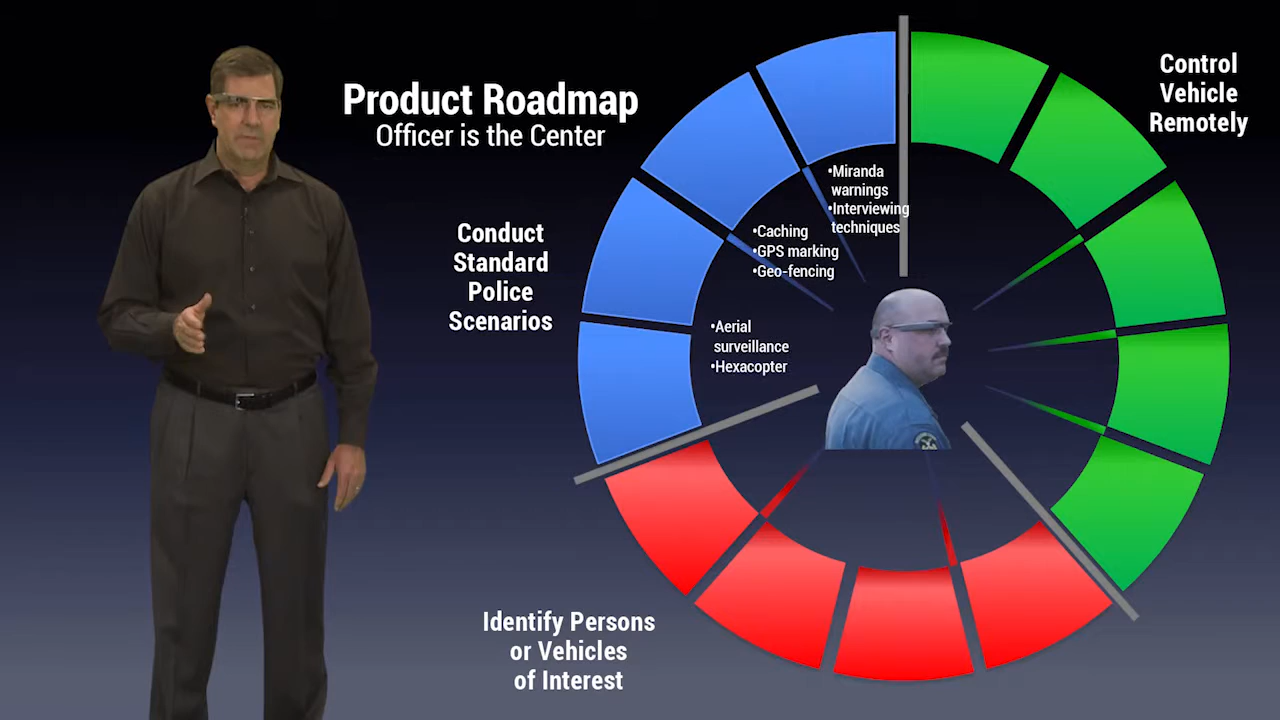 Product Roadmap
Officer is the Center
Control
Vehicle
Remotely
Conduct
Standard
Police
Scenarios
•Miranda
warnings
•Interviewing
techniques
•Caching
•GPS marking
•Geo-fencing
•Aerial
surveillance
•Hexacopter
Identify Persons
or Vehicles
of Interest